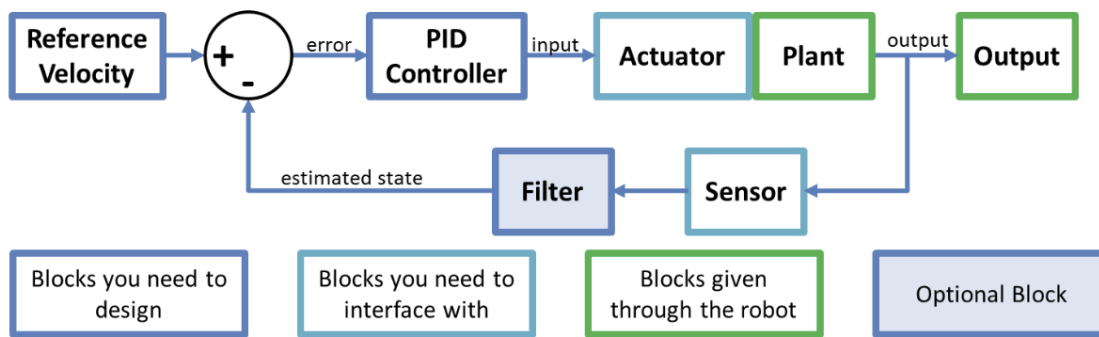 Reference
Velocity
+
-
error
PID
Controller
input
Actuator
Plant
output
Output
estimated state
Filter
Sensor
Blocks you need to
design
Blocks you need to
interface with
Blocks given
through the robot
Optional Block